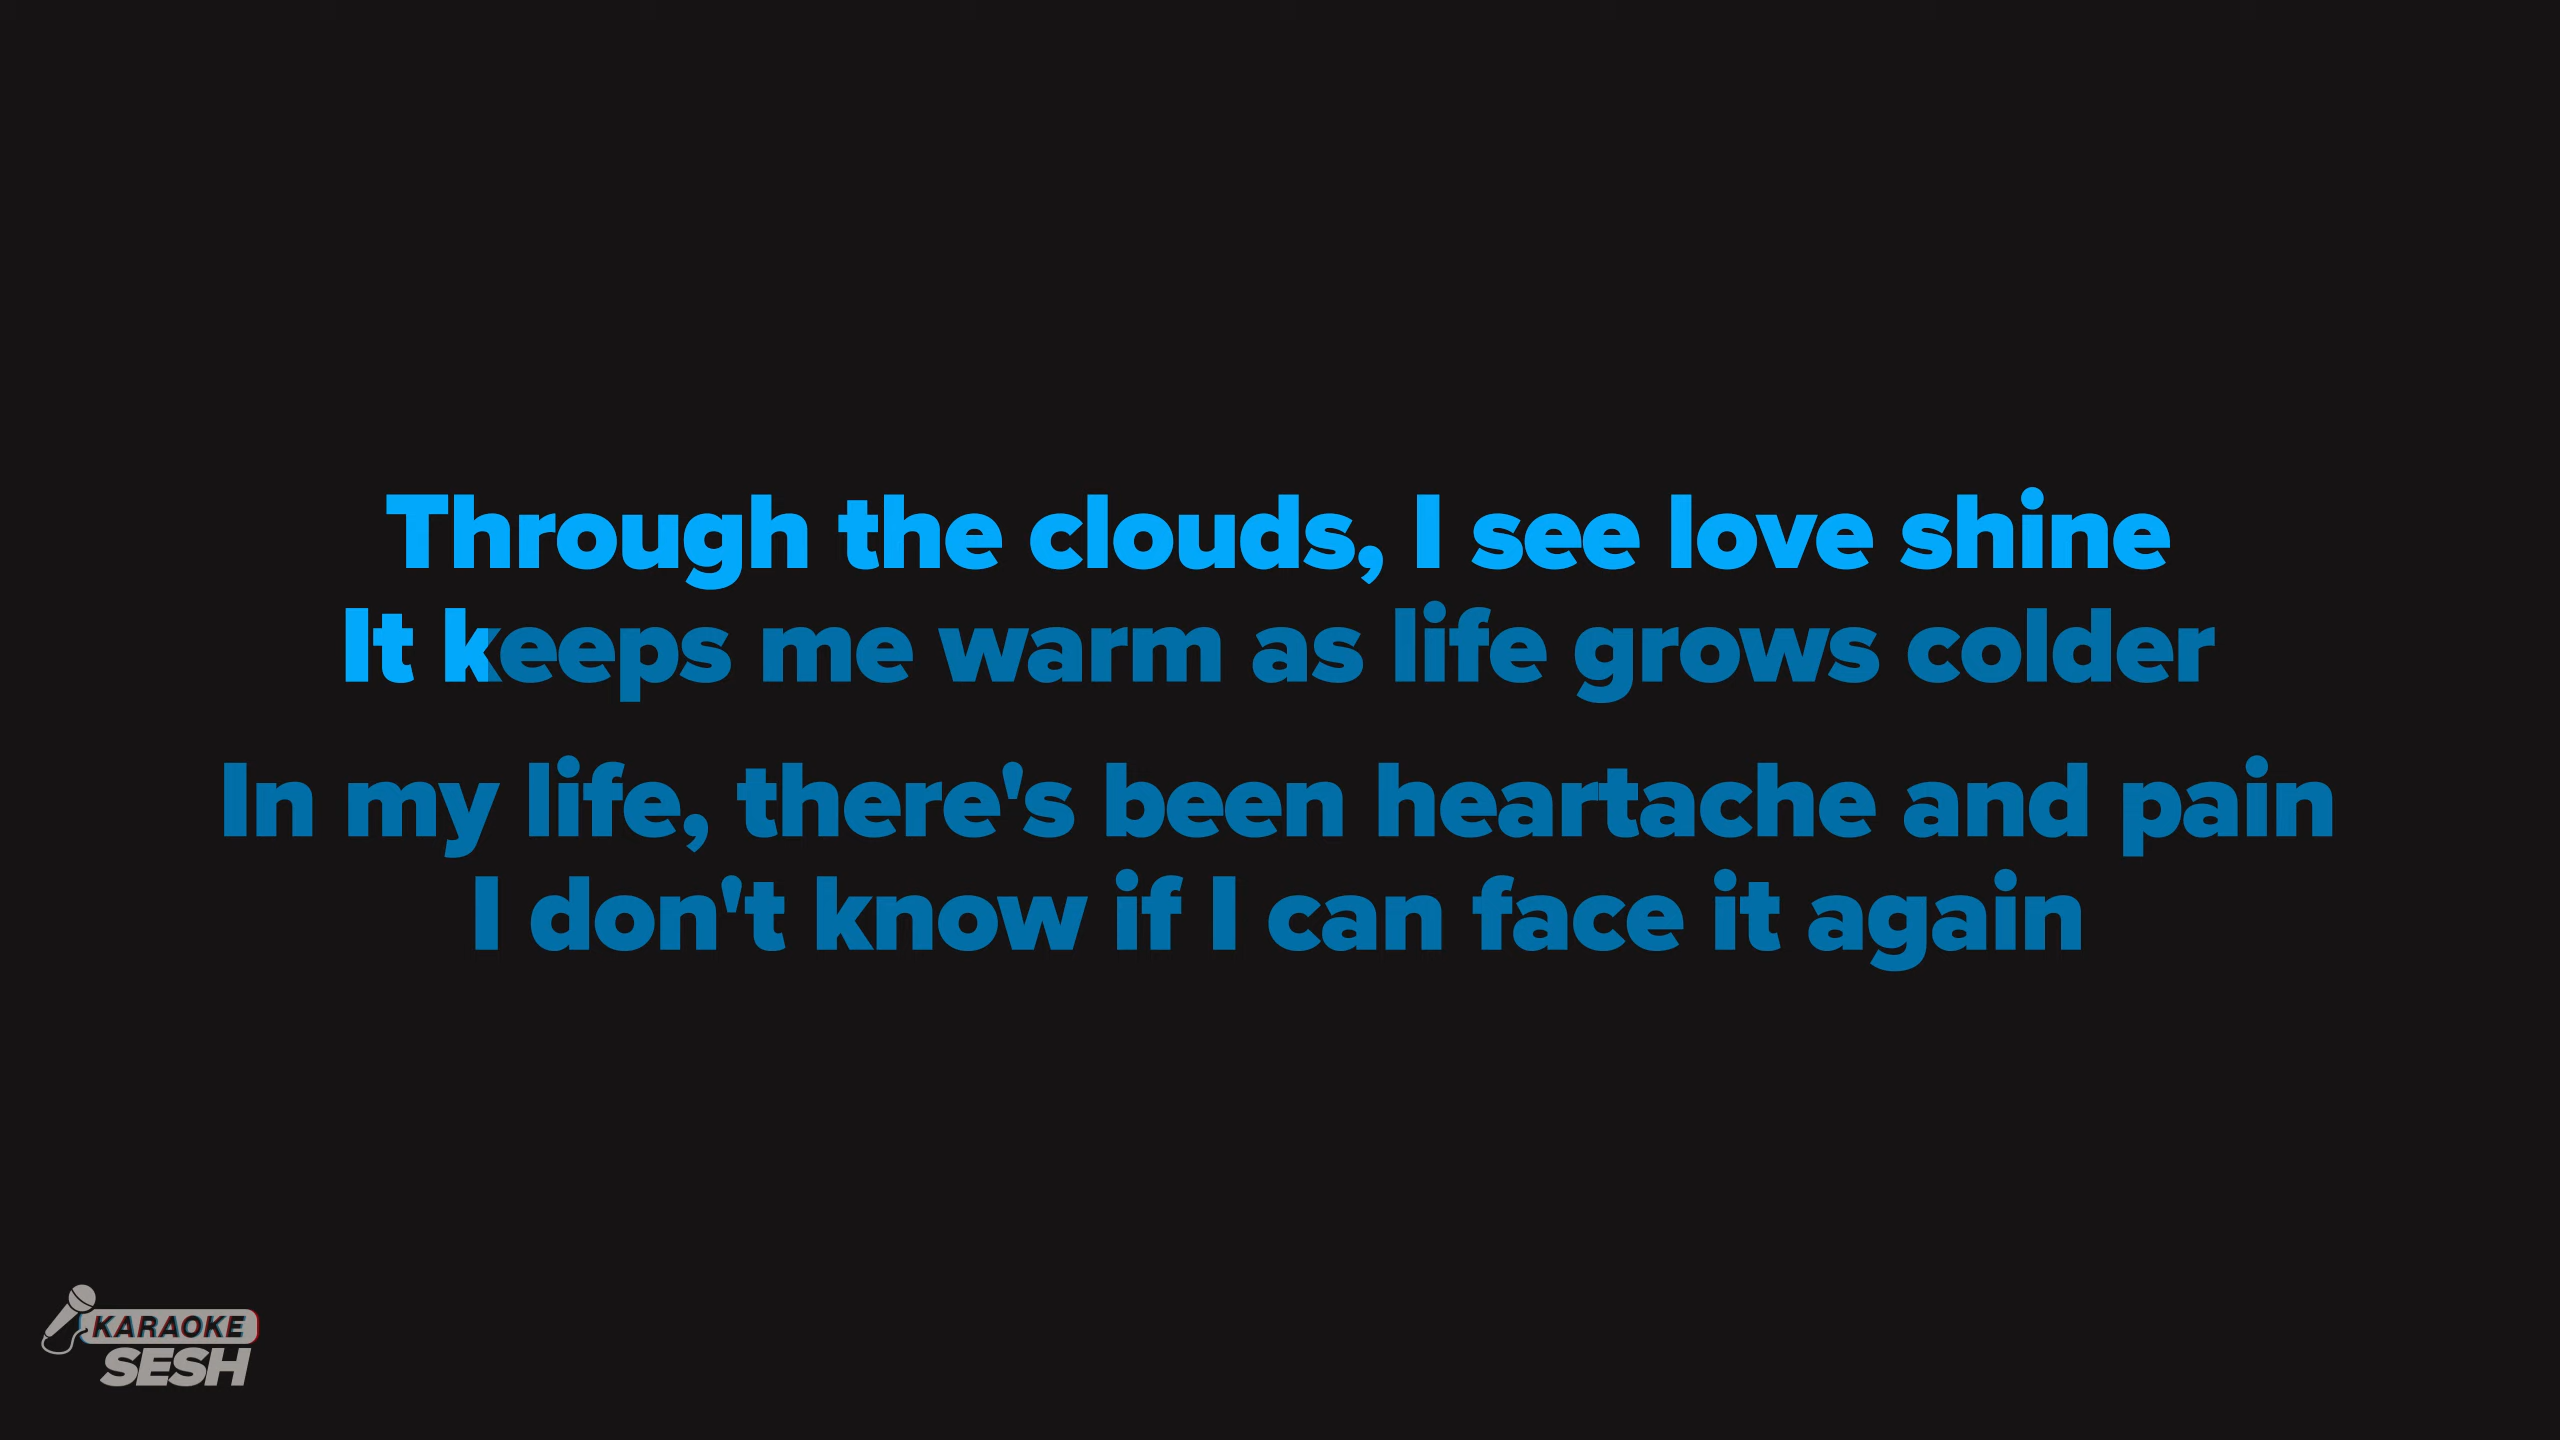 Through the clouds, I see love shine
It keeps me warm as life grows colder
In my life, there's been heartache and pain
I don't know if I can face it again
KARAOKE
SESH